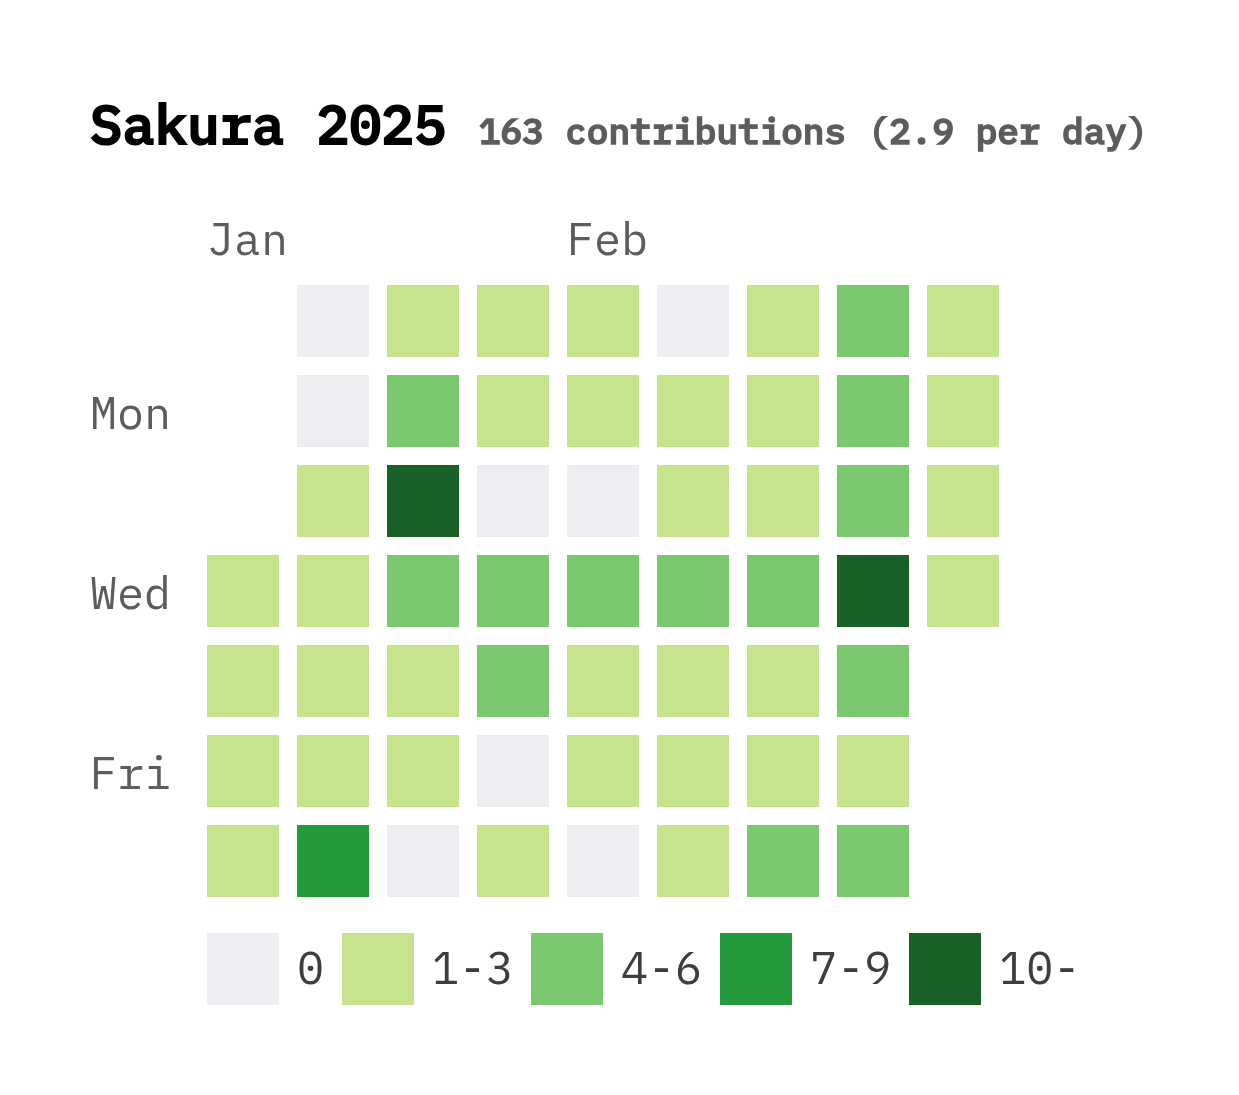 Sakura 2025 163 contributions (2.9 per day)
Jan Feb
Mon
Wed
Fri
0 1-3 4-6 7-9 10-